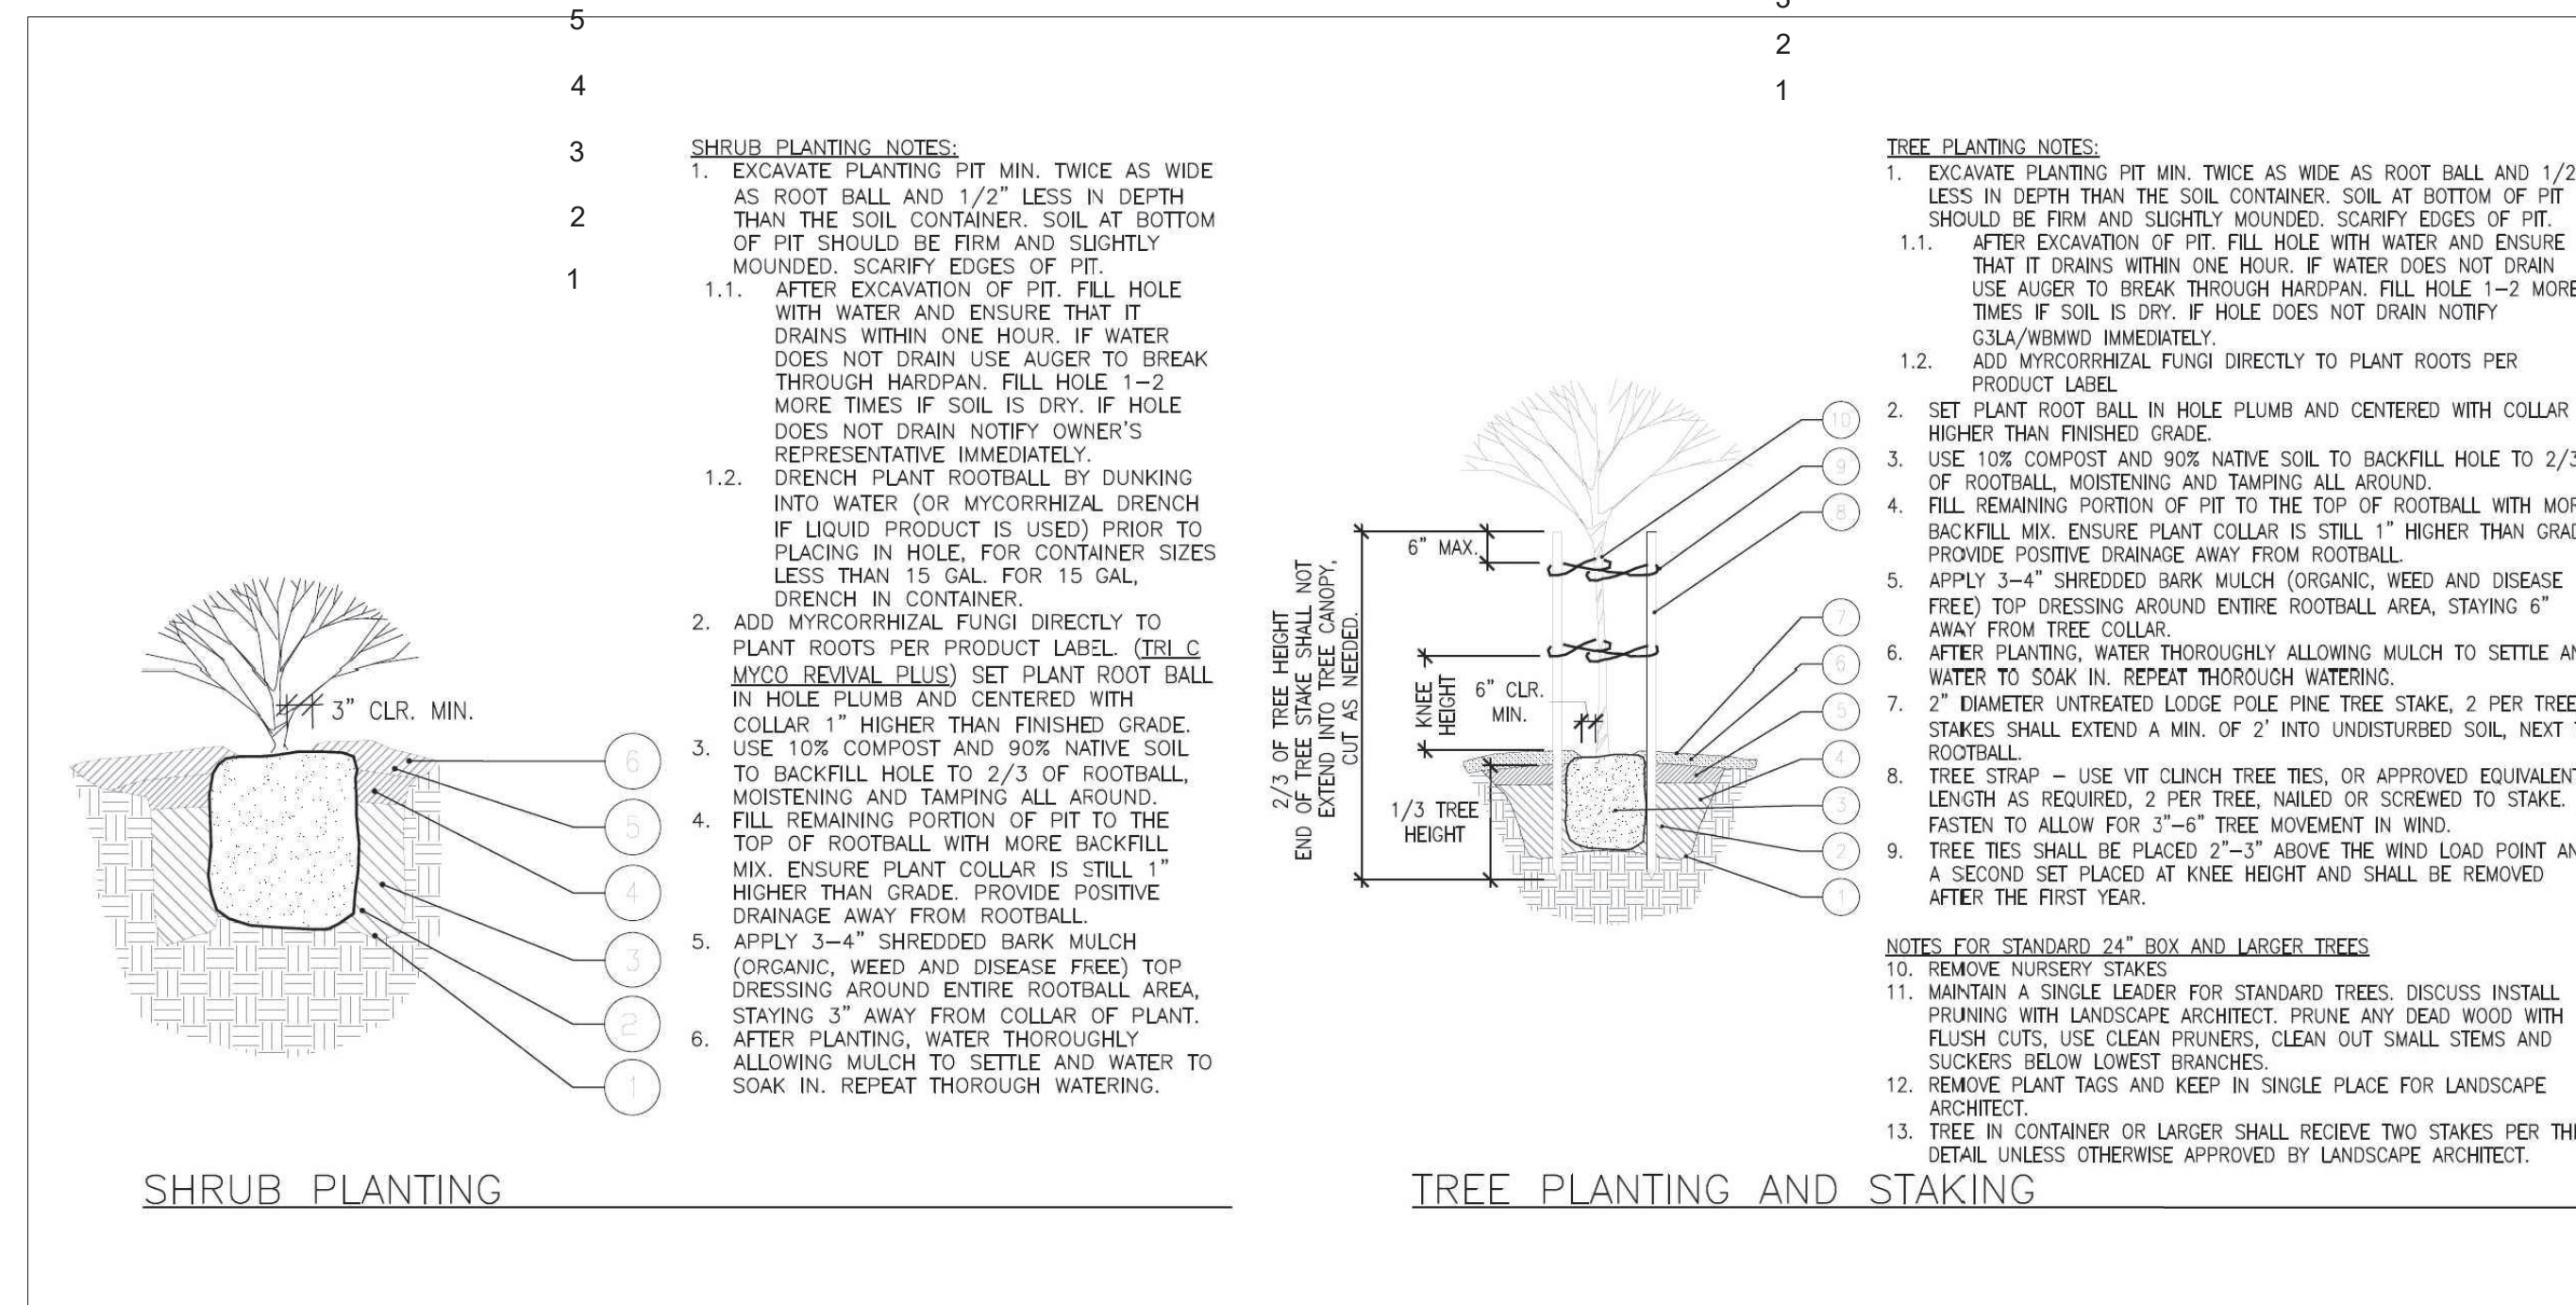 5
4
3
2
1
SHRUB PLANTING NOTES:
1. EXCAVATE PLANTING PIT MIN. TWICE AS WIDE
AS ROOT BALL AND 1/2" LESS IN DEPTH
THAN THE SOIL CONTAINER. SOIL AT BOTTOM
OF PIT SHOULD BE FIRM AND SLIGHTLY
MOUNDED. SCARIFY EDGES OF PIT.
1.1. AFTER EXCAVATION OF PIT. FILL HOLE
WITH WATER AND ENSURE THAT IT
DRAINS WITHIN ONE HOUR. IF WATER
DOES NOT DRAIN USE AUGER TO BREAK
THROUGH HARDPAN. FILL HOLE 1-2
MORE TIMES IF SOIL IS DRY. IF HOLE
DOES NOT DRAIN NOTIFY OWNER'S
REPRESENTATIVE IMMEDIATELY.
1.2. DRENCH PLANT ROOTBALL BY DUNKING
INTO WATER (OR MYCORRHIZAL DRENCH
IF LIQUID PRODUCT IS USED) PRIOR TO
PLACING IN HOLE, FOR CONTAINER SIZES
LESS THAN 15 GAL. FOR 15 GAL,
DRENCH IN CONTAINER.
2. ADD MYRCORRHIZAL FUNGI DIRECTLY TO
PLANT ROOTS PER PRODUCT LABEL. (TRI C
MYCO REVIVAL PLUS) SET PLANT ROOT BALL
IN HOLE PLUMB AND CENTERED WITH
COLLAR 1" HIGHER THAN FINISHED GRADE.
3. USE 10% COMPOST AND 90% NATIVE SOIL
TO BACKFILL HOLE TO 2/3 OF ROOTBALL,
MOISTENING AND TAMPING ALL AROUND.
4. FILL REMAINING PORTION OF PIT TO THE
TOP OF ROOTBALL WITH MORE BACKFILL
MIX. ENSURE PLANT COLLAR IS STILL 1"
HIGHER THAN GRADE. PROVIDE POSITIVE
DRAINAGE AWAY FROM ROOTBALL.
5. APPLY 3-4" SHREDDED BARK MULCH
(ORGANIC, WEED AND DISEASE FREE) TOP
DRESSING AROUND ENTIRE ROOTBALL AREA,
STAYING 3" AWAY FROM COLLAR OF PLANT.
6. AFTER PLANTING, WATER THOROUGHLY
ALLOWING MULCH TO SETTLE AND WATER TO
SOAK IN. REPEAT THOROUGH WATERING.
3" CLR. MIN.
6
5
4
3
2
1
SHRUB PLANTING
2
1
2/3 OF TREE HEIGHT
END OF TREE STAKE SHALL NOT
EXTEND INTO TREE CANOPY,
CUT AS NEEDED.
6" MAX.
KNEE
HEIGHT
6" CLR.
MIN.
1/3 TREE
HEIGHT
10
9
8
7
6
5
4
3
2
1
TREE PLANTING NOTES:
1. EXCAVATE PLANTING PIT MIN. TWICE AS WIDE AS ROOT BALL AND 1/2
LESS IN DEPTH THAN THE SOIL CONTAINER. SOIL AT BOTTOM OF PIT
SHOULD BE FIRM AND SLIGHTLY MOUNDED. SCARIFY EDGES OF PIT.
1.1. AFTER EXCAVATION OF PIT. FILL HOLE WITH WATER AND ENSURE
THAT IT DRAINS WITHIN ONE HOUR. IF WATER DOES NOT DRAIN
USE AUGER TO BREAK THROUGH HARDPAN. FILL HOLE 1-2 MORE
TIMES IF SOIL IS DRY. IF HOLE DOES NOT DRAIN NOTIFY
G3LA/WBMWD IMMEDIATELY.
1.2. ADD MYRCORRHIZAL FUNGI DIRECTLY TO PLANT ROOTS PER
PRODUCT LABEL
2. SET PLANT ROOT BALL IN HOLE PLUMB AND CENTERED WITH COLLAR
HIGHER THAN FINISHED GRADE.
3. USE 10% COMPOST AND 90% NATIVE SOIL TO BACKFILL HOLE TO 2/3
OF ROOTBALL, MOISTENING AND TAMPING ALL AROUND.
4. FILL REMAINING PORTION OF PIT TO THE TOP OF ROOTBALL WITH
BACKFILL MIX. ENSURE PLANT COLLAR IS STILL 1" HIGHER THAN
PROVIDE POSITIVE DRAINAGE AWAY FROM ROOTBALL.
5. APPLY 3-4" SHREDDED BARK MULCH (ORGANIC, WEED AND DISEASE
FREE) TOP DRESSING AROUND ENTIRE ROOTBALL AREA, STAYING 6"
AWAY FROM TREE COLLAR.
6. AFTER PLANTING, WATER THOROUGHLY ALLOWING MULCH TO SETTLE
WATER TO SOAK IN. REPEAT THOROUGH WATERING.
7. 2" DIAMETER UNTREATED LODGE POLE PINE TREE STAKE, 2 PER TREE
STAKES SHALL EXTEND A MIN. OF 2' INTO UNDISTURBED SOIL, NEXT
ROOTBALL.
8. TREE STRAP - USE VIT CLINCH TREE TIES, OR APPROVED EQUIVALENT
LENGTH AS REQUIRED, 2 PER TREE, NAILED OR SCREWED TO STAKE.
FASTEN TO ALLOW FOR 3"-6" TREE MOVEMENT IN WIND.
9. TREE TIES SHALL BE PLACED 2"-3" ABOVE THE WIND LOAD POINT
A SECOND SET PLACED AT KNEE HEIGHT AND SHALL BE REMOVED
AFTER THE FIRST YEAR.
NOTES FOR STANDARD 24" BOX AND LARGER TREES
10. REMOVE NURSERY STAKES
11. MAINTAIN A SINGLE LEADER FOR STANDARD TREES. DISCUSS INSTALL
PRUNING WITH LANDSCAPE ARCHITECT. PRUNE ANY DEAD WOOD WITH
FLUSH CUTS, USE CLEAN PRUNERS, CLEAN OUT SMALL STEMS AND
SUCKERS BELOW LOWEST BRANCHES.
12. REMOVE PLANT TAGS AND KEEP IN SINGLE PLACE FOR LANDSCAPE
ARCHITECT.
13. TREE IN CONTAINER OR LARGER SHALL RECIEVE TWO STAKES PER
DETAIL UNLESS OTHERWISE APPROVED BY LANDSCAPE ARCHITECT.
TREE PLANTING AND STAKING